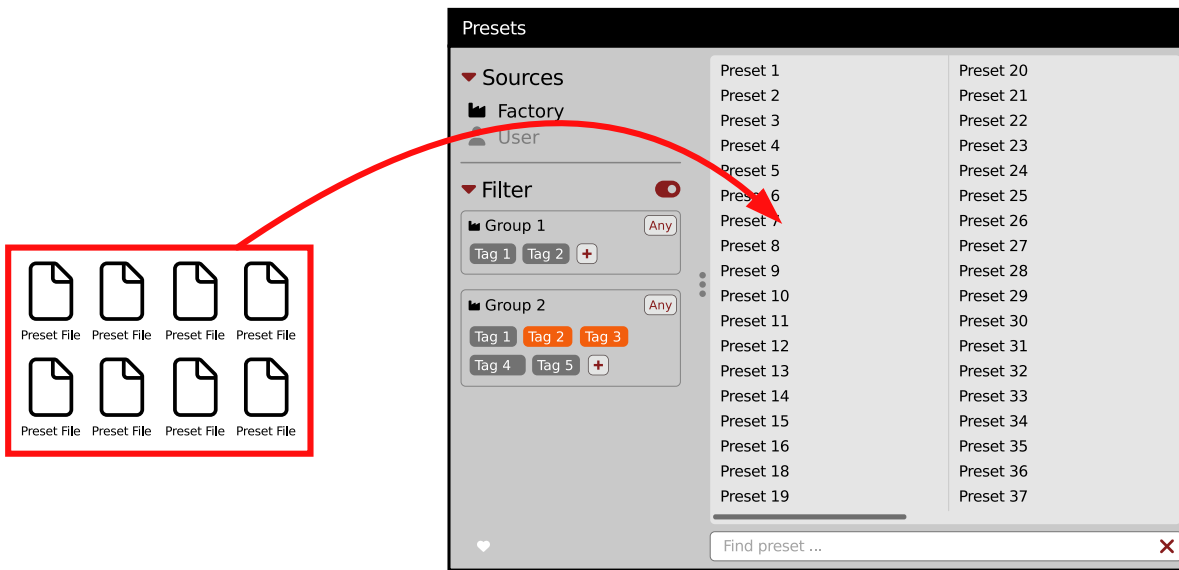 Presets
Sources
Factory
User
Filter
Group 1 Any
Tag 1 Tag 2 +
Group 2 Any
Tag 1 Tag 2 Tag 3
Tag 4 Tag 5 +
Preset 1
Preset 2
Preset 3
Preset 4
Preset 5
Preset 6
Preset 7
Preset 8
Preset 9
Preset 10
Preset 11
Preset 12
Preset 13
Preset 14
Preset 15
Preset 16
Preset 18
Preset 19
Preset 20
Preset 21
Preset 22
Preset 23
Preset 24
Preset 25
Preset 26
Preset 27
Preset 28
Preset 29
Preset 30
Preset 31
Preset 32
Preset 33
Preset 34
Preset 35
Preset 36
Preset 37
Find preset ...
Preset File Preset File Preset File Preset File
Preset File Preset File Preset File Preset File